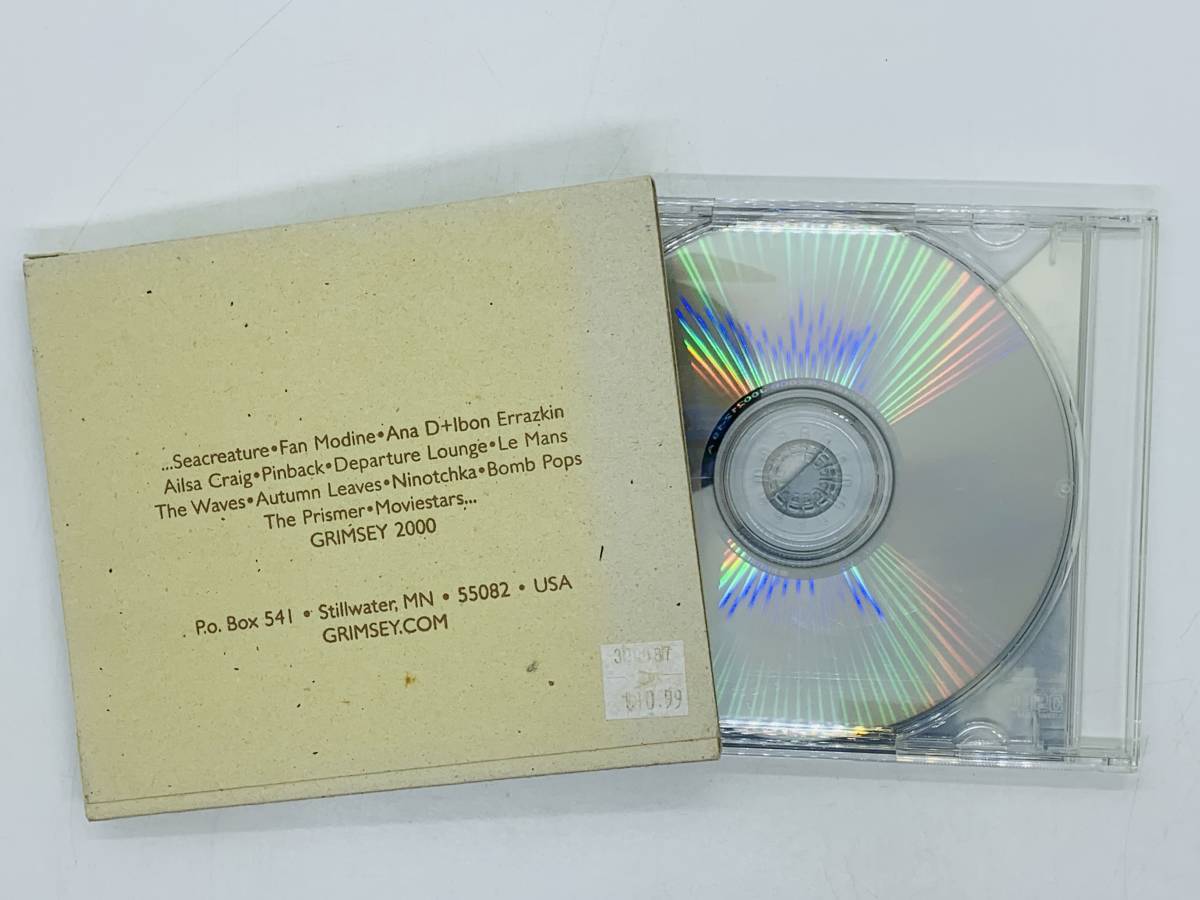 ...Seacreature•Fan Modine•Ana D+Ibon Errazkin
Ailsa Craig•Pinback•Departure Lounge•Le Mans
The Waves•Autumn Leaves•Ninotchka•Bomb Pops
The Prismer•Moviestars...
GRIMSEY 2000
P.o. Box 541 • Stillwater, MN • 55082 • USA
GRIMSEY.COM
10.99